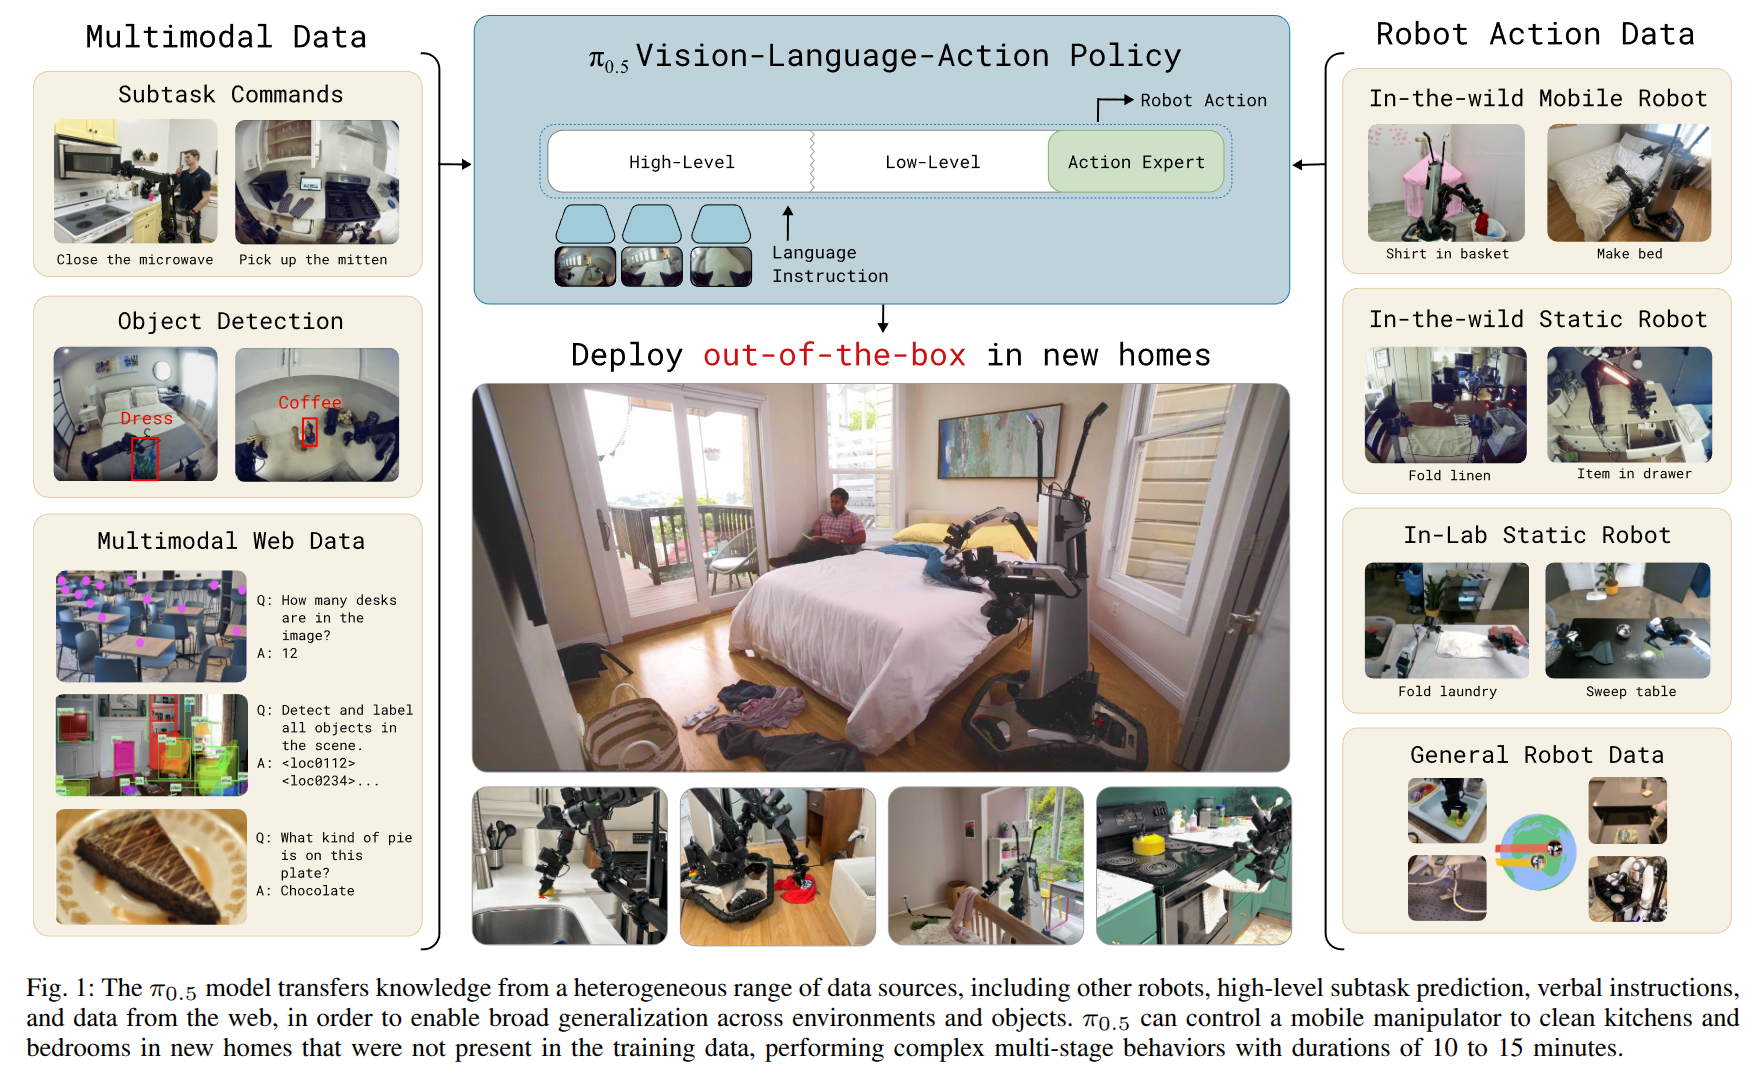 Multimodal Data
Subtask Commands
Close the microwave
Pick up the mitten
Object Detection
Dress
Coffee
Multimodal Web Data
Q: How many desks
are in the
image?
A: 12
Q: Detect and label
all objects in
the scene.
A: <loc0112>
<loc0234>...
Q: What kind of pie
is on this
plate?
A: Chocolate
π0.5 Vision-Language-Action Policy
Robot Action
High-Level
Low-Level
Action Expert
Language
Instruction
Deploy out-of-the-box in new homes
Robot Action Data
In-the-wild Mobile Robot
Shirt in basket
Make bed
In-the-wild Static Robot
Fold linen
Item in drawer
In-Lab Static Robot
Fold laundry
Sweep table
General Robot Data
Fig. 1: The π0.5 model transfers knowledge from a heterogeneous range of data sources, including other robots, high-level subtask prediction, verbal instructions,
and data from the web, in order to enable broad generalization across environments and objects. π0.5 can control a mobile manipulator to clean kitchens and
bedrooms in new homes that were not present in the training data, performing complex multi-stage behaviors with durations of 10 to 15 minutes.